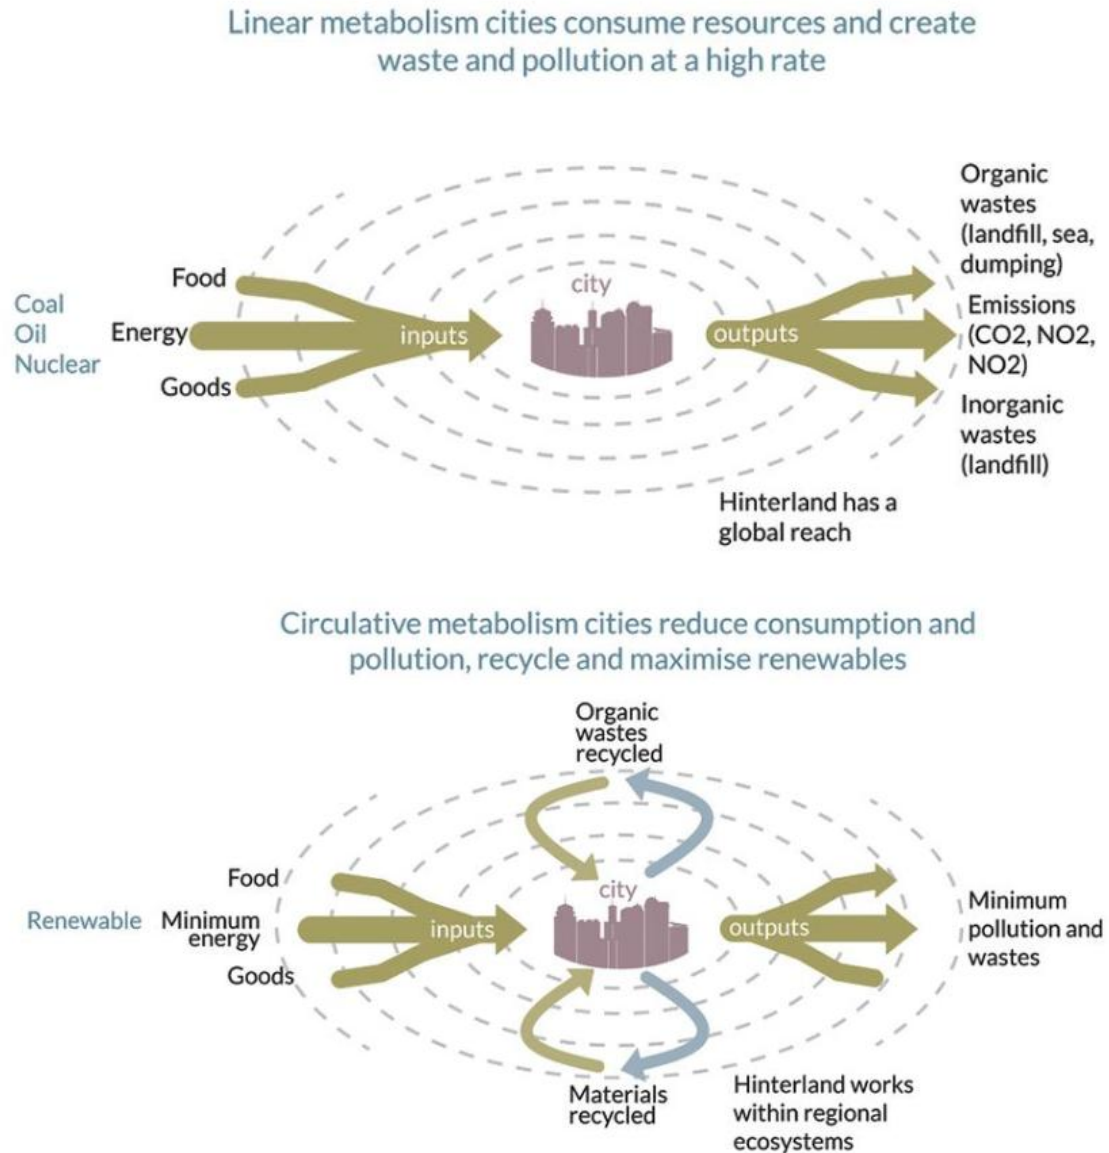 Linear metabolism cities consume resources and create
waste and pollution at a high rate
Coal
Oil
Nuclear
Food
Energy
Goods
inputs
city
outputs
Organic
wastes
(landfill, sea,
dumping)
Emissions
(CO2, NO2,
NO2)
Inorganic
wastes
(landfill)
Hinterland has a
global reach
Circulative metabolism cities reduce consumption and
pollution, recycle and maximise renewables
Organic
wastes
recycled
Renewable
Food
Minimum
energy
Goods
inputs
city
outputs
Minimum
pollution and
wastes
Materials
recycled
Hinterland works
within regional
ecosystems